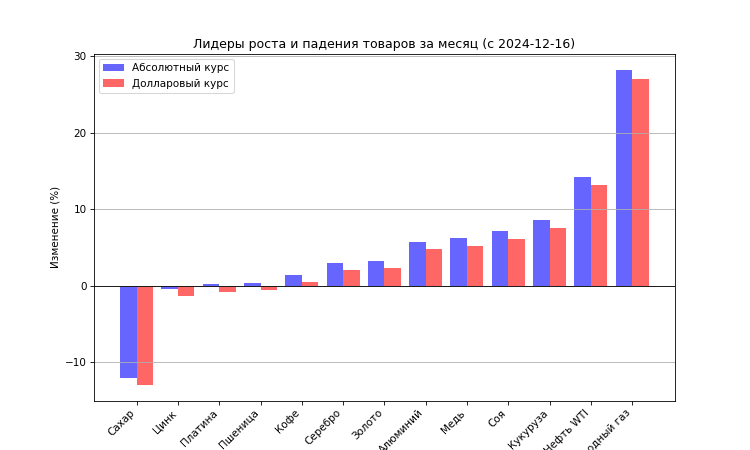 Лидеры роста и падения товаров за месяц (с 2024-12-16)
Абсолютный курс
Долларовый курс
Изменение (%)
30
20
10
0
−10
Сахар
Цинк
Платина
Пшеница
Кофе
Серебро
Золото
Алюминий
Медь
Соя
Кукуруза
Нефть WTI
газ